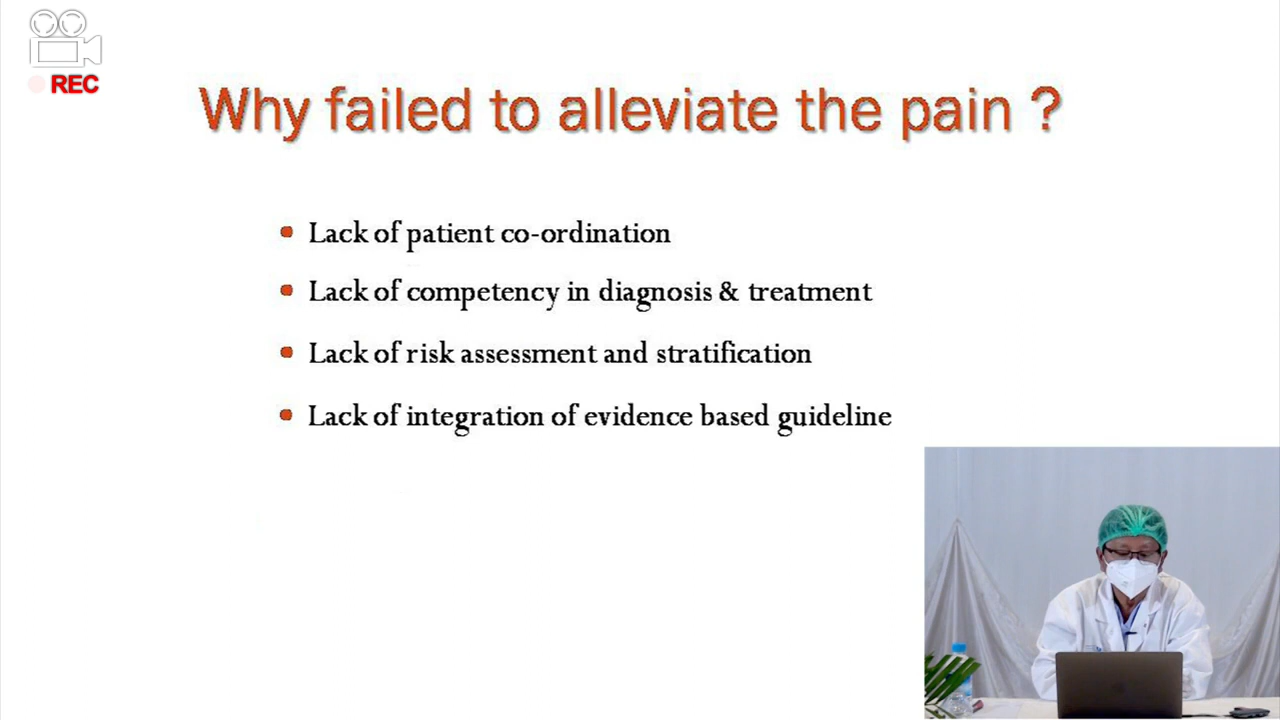 REC
Why failed to alleviate the pain ?
Lack of patient co-ordination
Lack of competency in diagnosis & treatment
Lack of risk assessment and stratification
Lack of integration of evidence based guideline